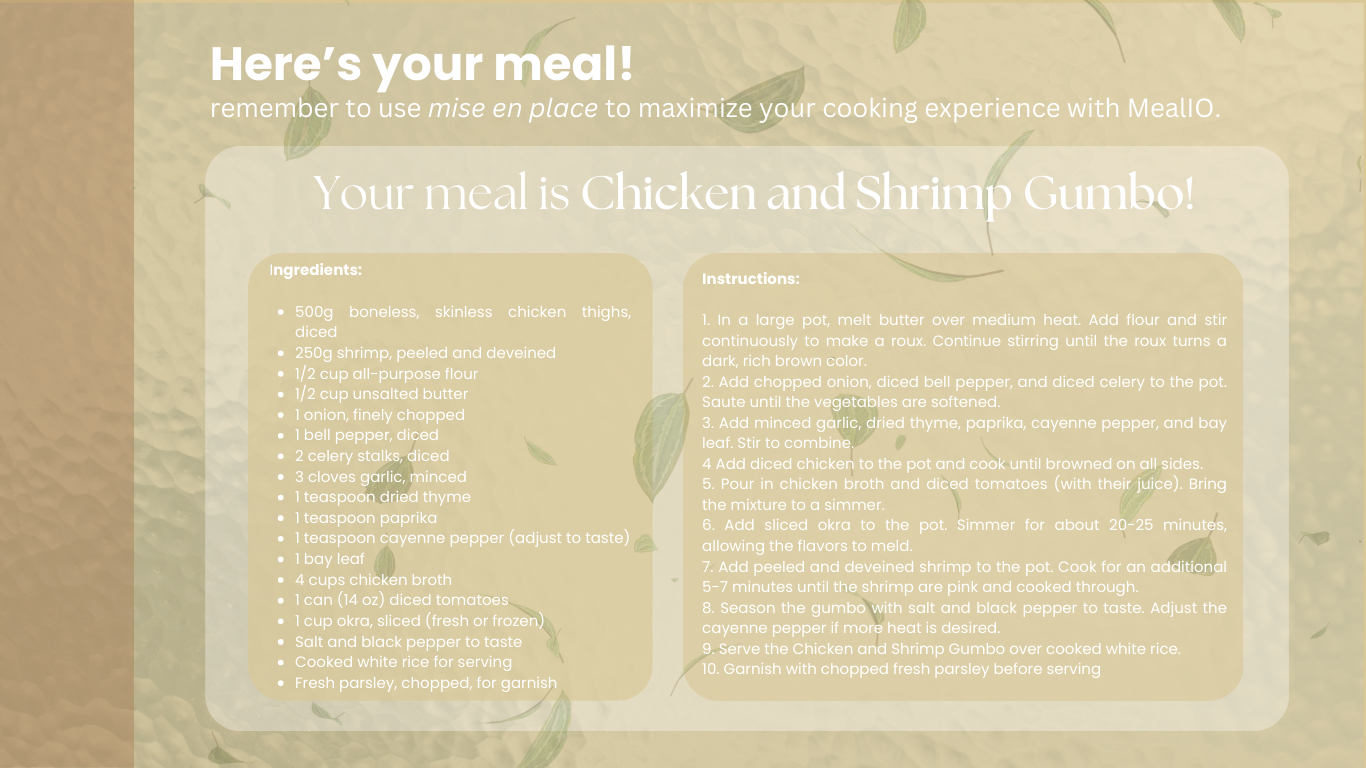 Here’s your meal!
remember to use mise en place to maximize your cooking experience with MealIO.
Your meal is Chicken and Shrimp Gumbo!
Ingredients:
• 500g boneless, skinless chicken thighs,
diced
• 250g shrimp, peeled and deveined
• 1/2 cup all-purpose flour
• 1/2 cup unsalted butter
• 1 onion, finely chopped
• 1 bell pepper, diced
• 2 celery stalks, diced
• 3 cloves garlic, minced
• 1 teaspoon dried thyme
• 1 teaspoon paprika
• 1 teaspoon cayenne pepper (adjust to taste)
• 1 bay leaf
• 4 cups chicken broth
• 1 can (14 oz) diced tomatoes
• 1 cup okra, sliced (fresh or frozen)
• Salt and black pepper to taste
• Cooked white rice for serving
• Fresh parsley, chopped, for garnish
Instructions:
1. In a large pot, melt butter over medium heat. Add flour and stir
continuously to make a roux. Continue stirring until the roux turns a
dark, rich brown color.
2. Add chopped onion, diced bell pepper, and diced celery to the pot.
Saute until the vegetables are softened.
3. Add minced garlic, dried thyme, paprika, cayenne pepper, and bay
leaf. Stir to combine.
4 Add diced chicken to the pot and cook until browned on all sides.
5. Pour in chicken broth and diced tomatoes (with their juice). Bring
the mixture to a simmer.
6. Add sliced okra to the pot. Simmer for about 20-25 minutes,
allowing the flavors to meld.
7. Add peeled and deveined shrimp to the pot. Cook for an additional
5-7 minutes until the shrimp are pink and cooked through.
8. Season the gumbo with salt and black pepper to taste. Adjust the
cayenne pepper if more heat is desired.
9. Serve the Chicken and Shrimp Gumbo over cooked white rice.
10. Garnish with chopped fresh parsley before serving